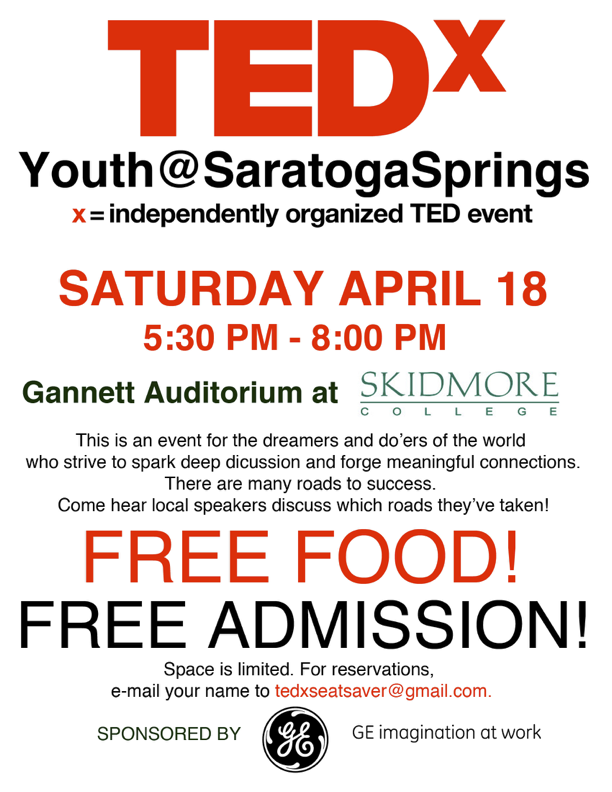 TEDx
Youth@SaratogaSprings
x = independently organized TED event
SATURDAY APRIL 18
5:30 PM - 8:00 PM
Gannett Auditorium at SKIDMORE
COLLEGE
This is an event for the dreamers and do'ers of the world
who strive to spark deep dicussion and forge meaningful connections.
There are many roads to success.
Come hear local speakers discuss which roads they've taken!
FREE FOOD!
FREE ADMISSION!
Space is limited. For reservations,
e-mail your name to tedxseatsaver@gmail.com.
SPONSORED BY GE GE imagination at work